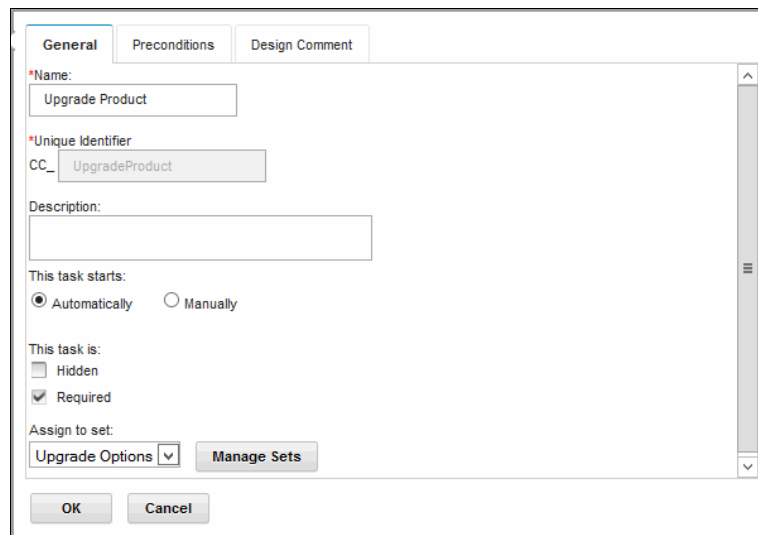 General Preconditions Design Comment
*Name:
Upgrade Product
*Unique Identifier
CC_ UpgradeProduct
Description:
This task starts:
Automatically Manually
This task is:
Hidden
Required
Assign to set:
Upgrade Options Manage Sets
OK Cancel